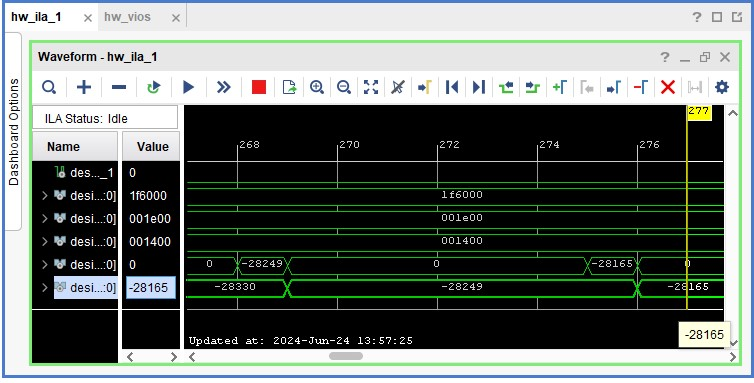 hw_ila_1 × hw_vios × ?
Dashboard Options
Waveform - hw_ila_1 ?
ILA Status: Idle
Name Value
277
268 270 272 274 276
des..._1 0
desi...:0] 1f6000 1f6000
desi...:0] 001e00 001e00
desi...:0] 001400 001400
desi...:0] 0 0 -28249 0 -28165 0
desi...:0] -28165 -28330 -28249 -28165
-28165
Updated at: 2024-Jun-24 13:57:25